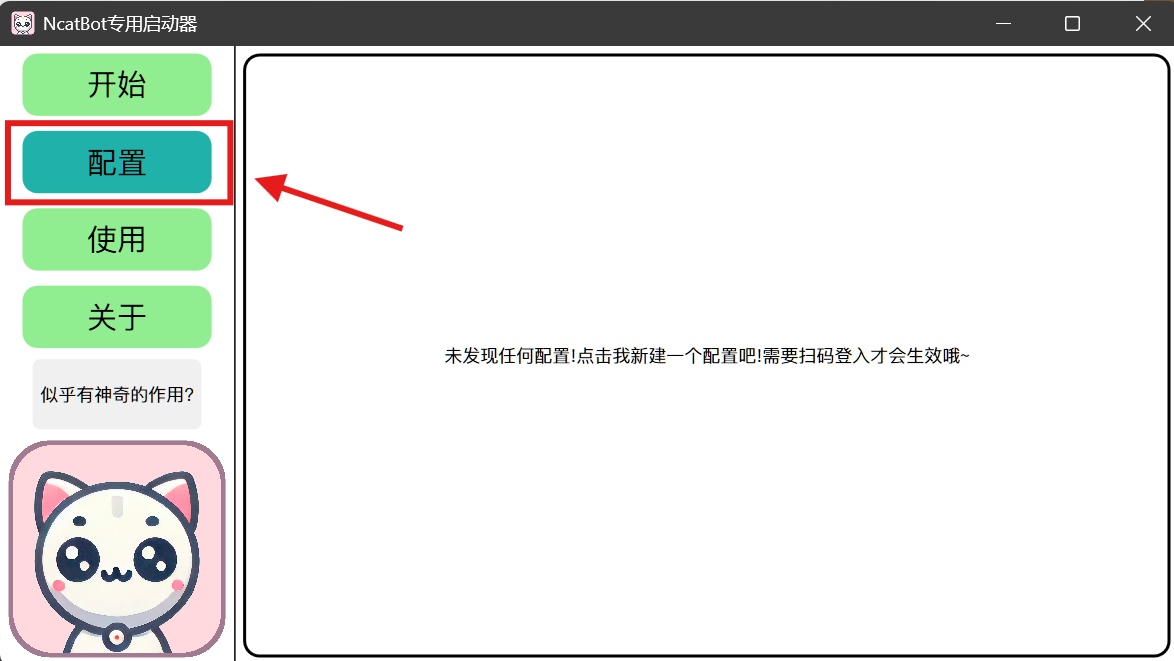 NcatBot专用启动器
开始
配置
使用
关于
似乎有神奇的作用?
未发现任何配置!点击我新建一个配置吧!需要扫码登入才会生效哦~